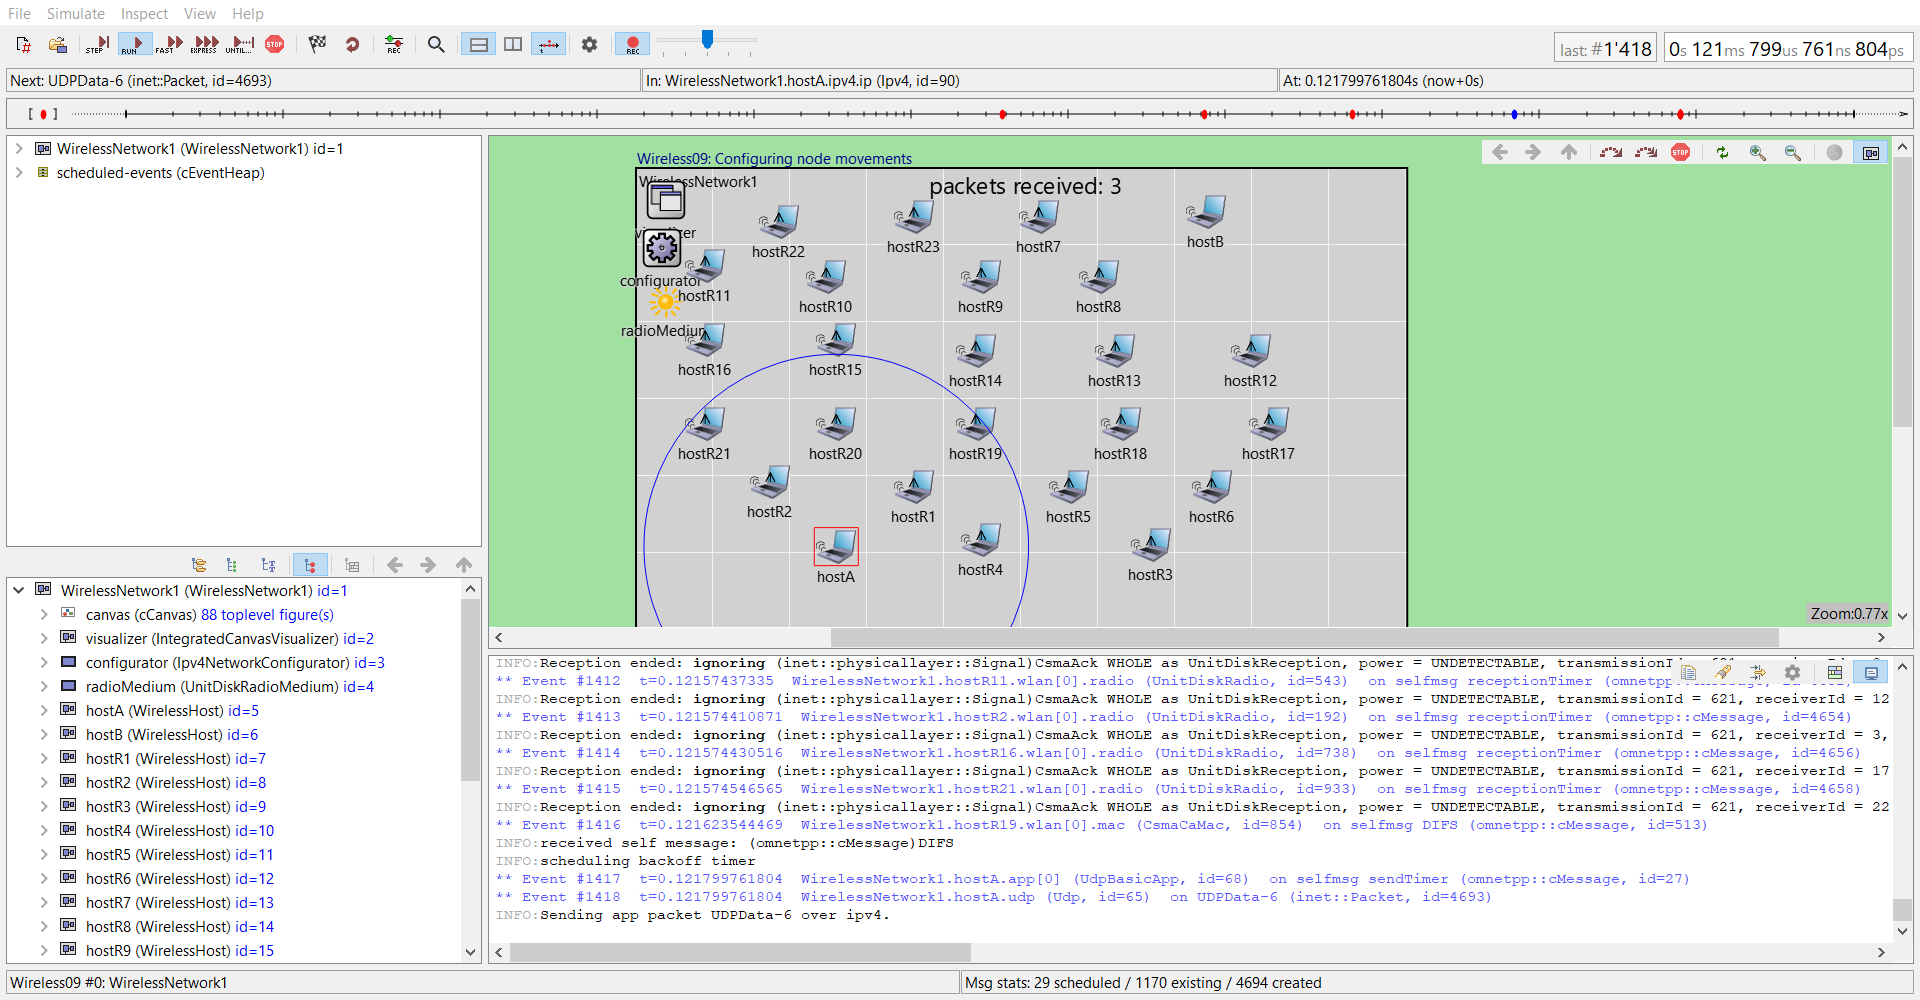 File Simulate Inspect View Help
STEP RUN FAST EXPRESS UNTIL... STOP REC REC
last: #1'418
0s 121ms 799us 761ns 804ps
Next: UDPData-6 (inet::Packet, id=4693)
In: WirelessNetwork1.hostA.ipv4.ip (Ipv4, id=90)
At: 0.121799761804s (now+0s)
WirelessNetwork1 (WirelessNetwork1) id=1
scheduled-events (cEventHeap)
WirelessNetwork1 (WirelessNetwork1) id=1
canvas (cCanvas) 88 toplevel figure(s)
visualizer (IntegratedCanvasVisualizer) id=2
configurator (Ipv4NetworkConfigurator) id=3
radioMedium (UnitDiskRadioMedium) id=4
hostA (WirelessHost) id=5
hostB (WirelessHost) id=6
hostR1 (WirelessHost) id=7
hostR2 (WirelessHost) id=8
hostR3 (WirelessHost) id=9
hostR4 (WirelessHost) id=10
hostR5 (WirelessHost) id=11
hostR6 (WirelessHost) id=12
hostR7 (WirelessHost) id=13
hostR8 (WirelessHost) id=14
hostR9 (WirelessHost) id=15
Wireless09: Configuring node movements
STOP
WirelessNetwork1
packets received: 3
visualizer
hostR22
hostR23
hostR7
hostB
configurator
hostR11
hostR10
hostR9
hostR8
radioMedium
hostR16
hostR15
hostR14
hostR13
hostR12
hostR21
hostR20
hostR19
hostR18
hostR17
hostR2
hostR1
hostR5
hostR6
hostA
hostR4
hostR3
Zoom:0.77x
INFO:Reception ended: ignoring (inet::physicallayer::Signal)CsmaAck WHOLE as UnitDiskReception, power = UNDETECTABLE,
** Event #1412 t=0.12157437335 WirelessNetwork1.hostR11.wlan[0].radio (UnitDiskRadio, id=543) on selfmsg receptionTimer
INFO:Reception ended: ignoring (inet::physicallayer::Signal)CsmaAck WHOLE as UnitDiskReception, power = UNDETECTABLE, transmissionId = 621, receiverId = 12
** Event #1413 t=0.121574410871 WirelessNetwork1.hostR2.wlan[0].radio (UnitDiskRadio, id=192) on selfmsg receptionTimer (omnetpp::cMessage, id=4654)
INFO:Reception ended: ignoring (inet::physicallayer::Signal)CsmaAck WHOLE as UnitDiskReception, power = UNDETECTABLE, transmissionId = 621, receiverId = 3,
** Event #1414 t=0.121574430516 WirelessNetwork1.hostR16.wlan[0].radio (UnitDiskRadio, id=738) on selfmsg receptionTimer (omnetpp::cMessage, id=4656)
INFO:Reception ended: ignoring (inet::physicallayer::Signal)CsmaAck WHOLE as UnitDiskReception, power = UNDETECTABLE, transmissionId = 621, receiverId = 17
** Event #1415 t=0.121574546565 WirelessNetwork1.hostR21.wlan[0].radio (UnitDiskRadio, id=933) on selfmsg receptionTimer (omnetpp::cMessage, id=4658)
INFO:Reception ended: ignoring (inet::physicallayer::Signal)CsmaAck WHOLE as UnitDiskReception, power = UNDETECTABLE, transmissionId = 621, receiverId = 22
** Event #1416 t=0.121623544469 WirelessNetwork1.hostR19.wlan[0].mac (CsmaCaMac, id=854) on selfmsg DIFS (omnetpp::cMessage, id=513)
INFO:received self message: (omnetpp::cMessage)DIFS
INFO:scheduling backoff timer
** Event #1417 t=0.121799761804 WirelessNetwork1.hostA.app[0] (UdpBasicApp, id=68) on selfmsg sendTimer (omnetpp::cMessage, id=27)
** Event #1418 t=0.121799761804 WirelessNetwork1.hostA.udp (Udp, id=65) on UDPData-6 (inet::Packet, id=4693)
INFO:Sending app packet UDPData-6 over ipv4.
Wireless09 #0: WirelessNetwork1
Msg stats: 29 scheduled / 1170 existing / 4694 created